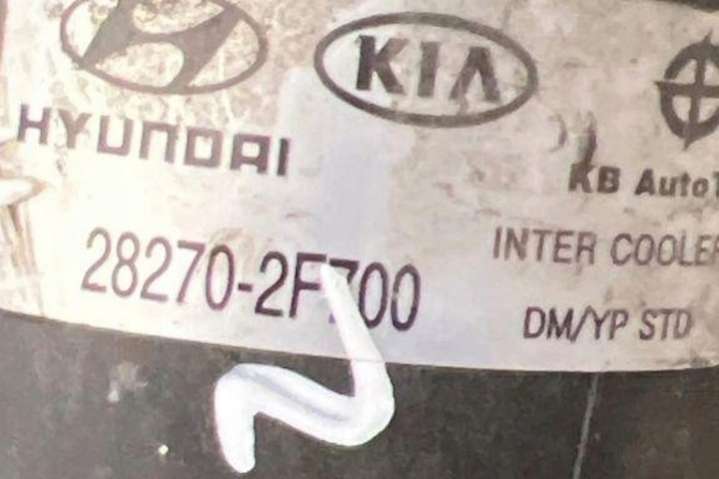 KIA
HYUNDAI
KB Auto
28270-2F700
INTER COOLER
DM/YP STD